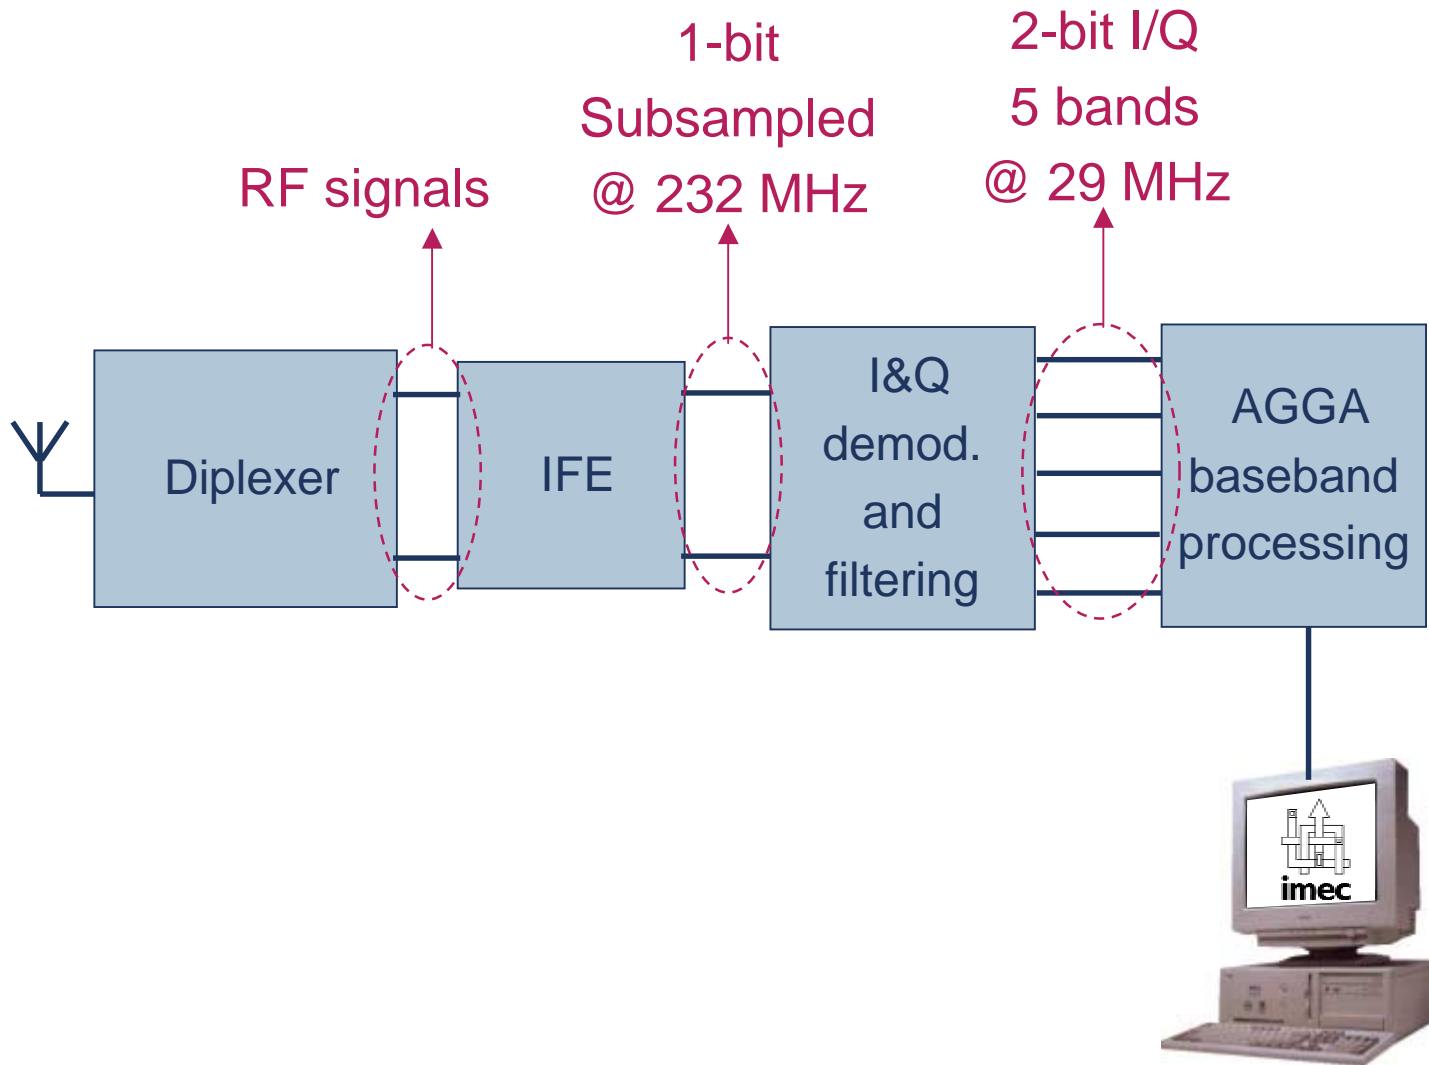 1-bit
Subsampled
@ 232 MHz
2-bit I/Q
5 bands
@ 29 MHz
RF signals
Diplexer
IFE
I&Q
demod.
and
filtering
AGGA
baseband
processing
imec